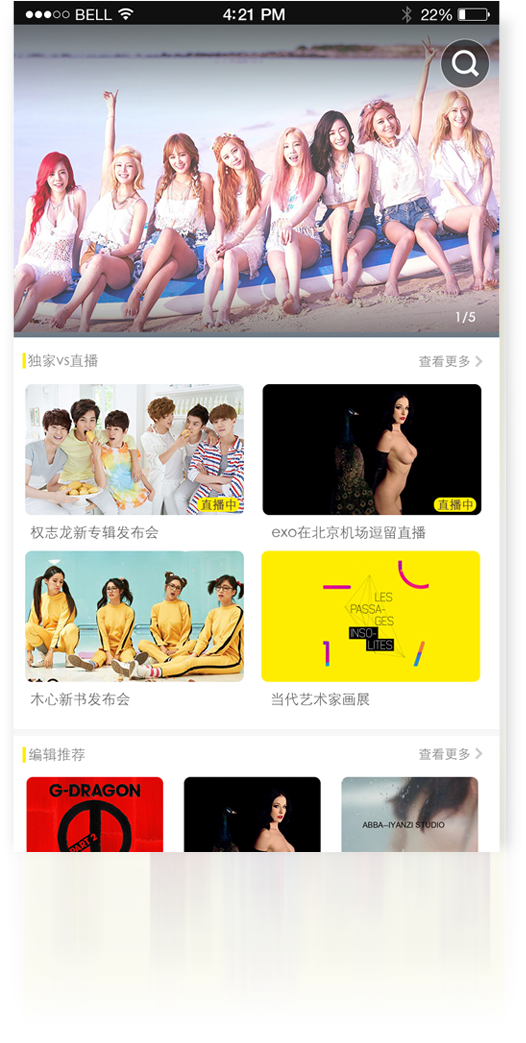 BELL 4:21 PM 22%
1/5
独家vs直播 查看更多
直播中 直播中
权志龙新专辑发布会 exo在北京机场逗留直播
LES
PASSA-
GES
INSO-
LITES
木心新书发布会 当代艺术家画展
编辑推荐 查看更多
G-DRAGON
PART 2
ABBA--IYANZI STUDIO